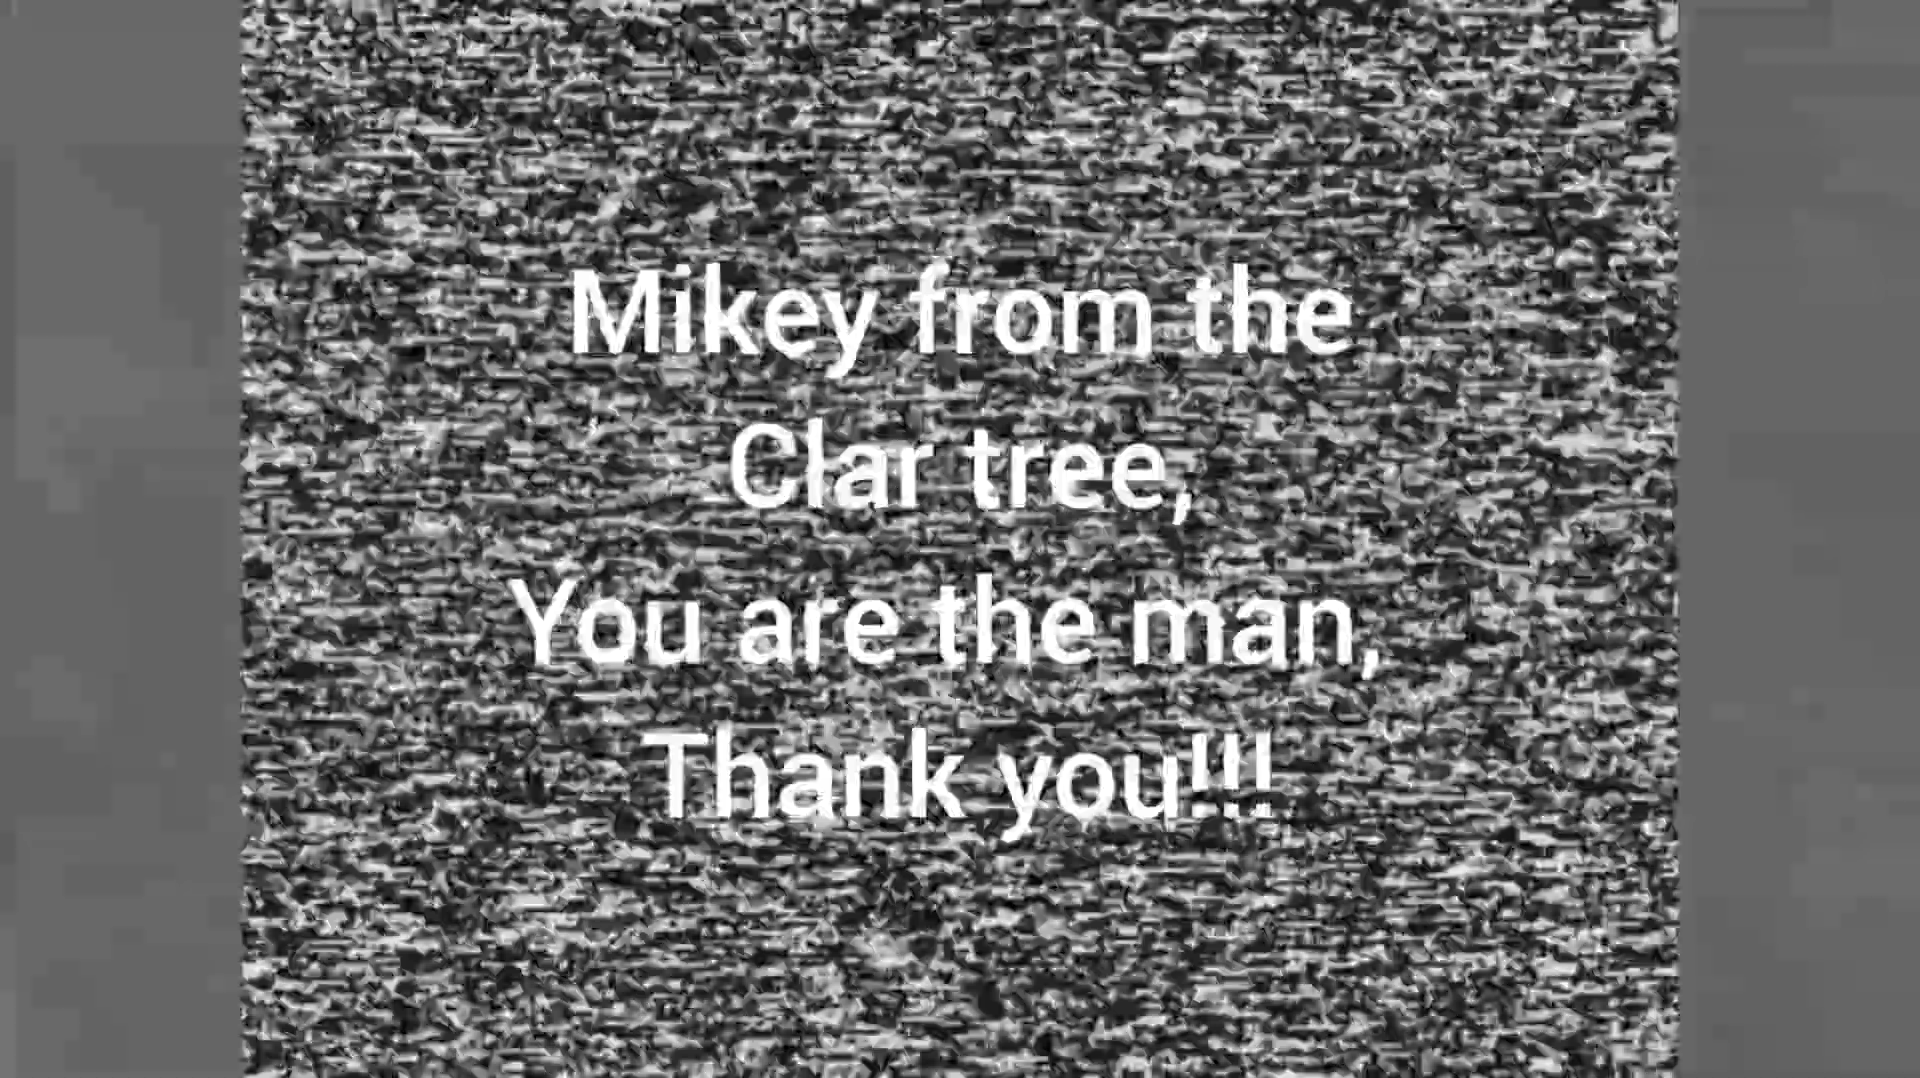 Mikey from the
Clar tree,
You are the man,
Thank you!!!